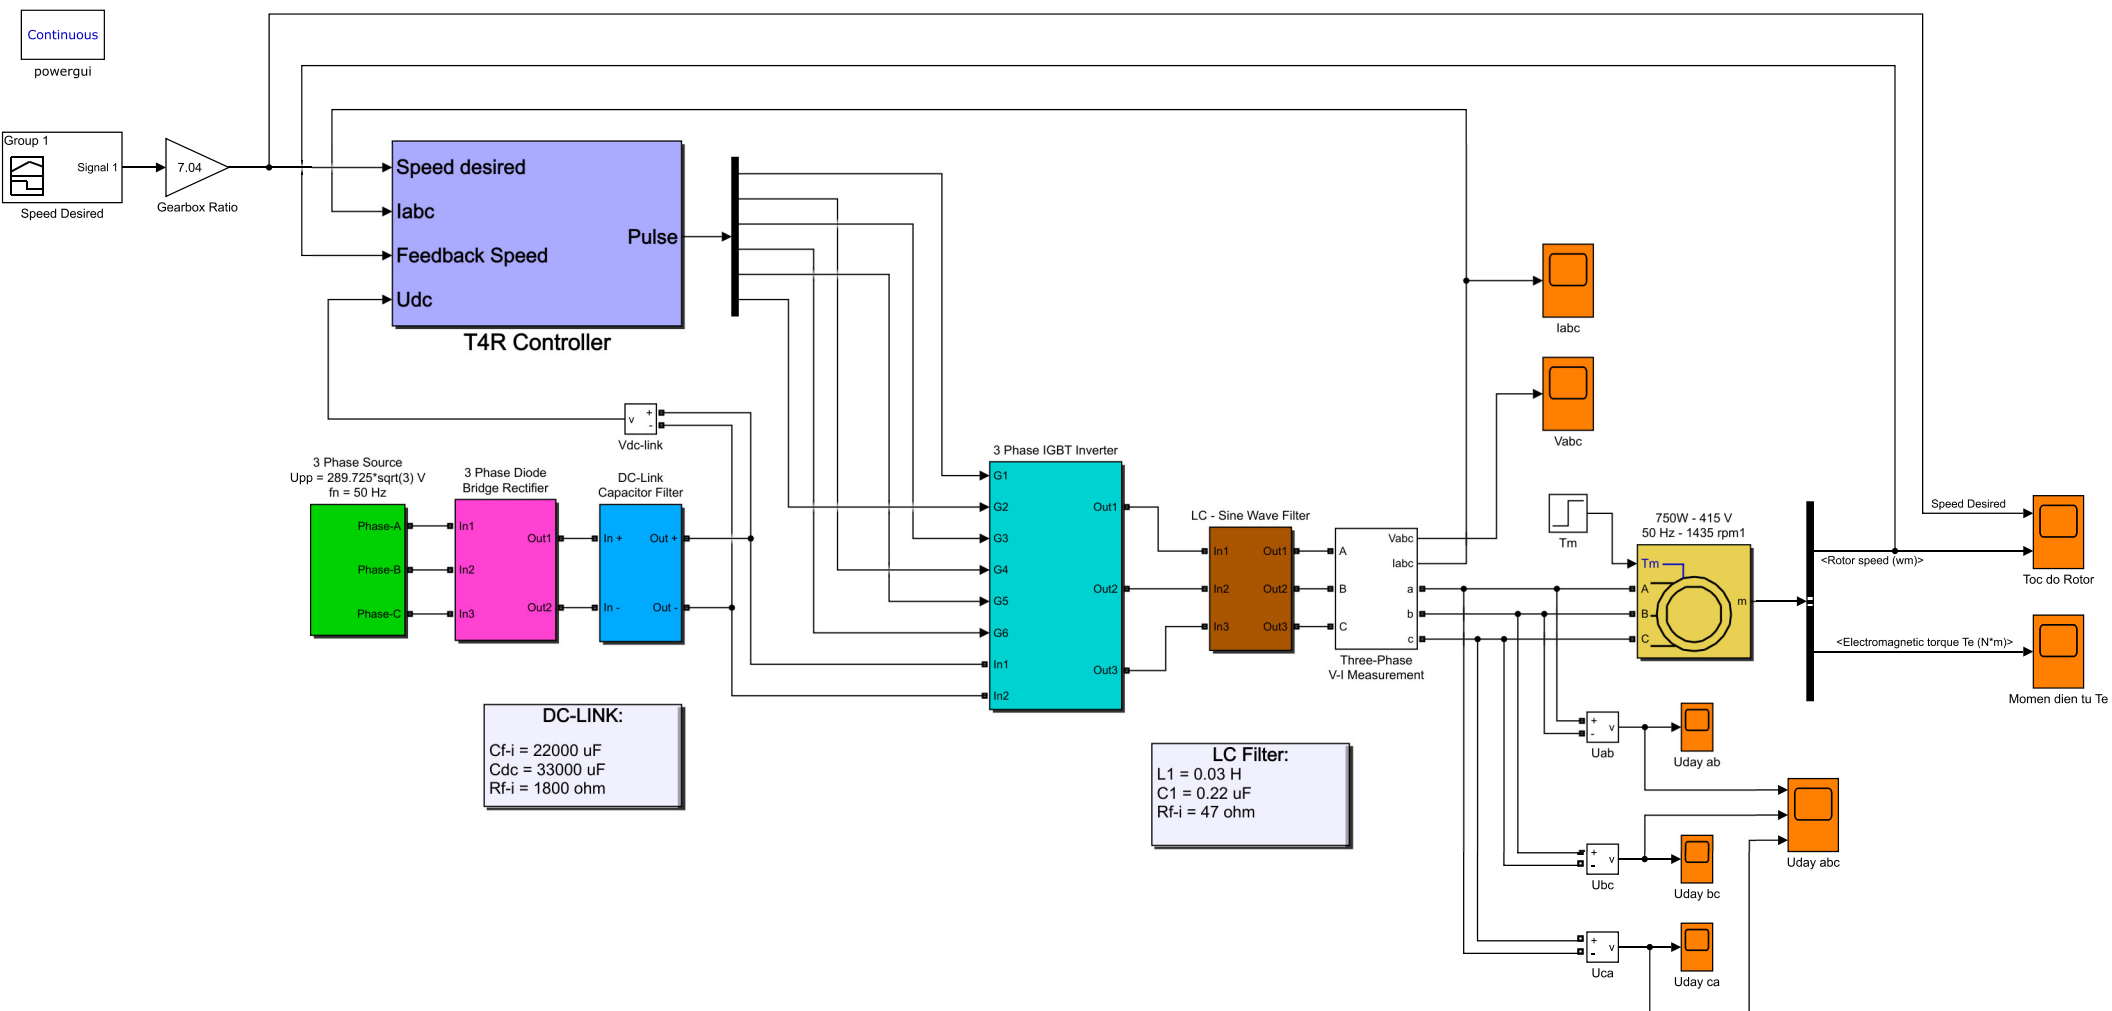 Continuous
powergui
Group 1
Signal 1
Speed Desired
7.04
Gearbox Ratio
Speed desired
Iabc
Feedback Speed
Udc
Pulse
T4R Controller
v
+
-
Vdc-link
3 Phase Source
Upp = 289.725*sqrt(3) V
fn = 50 Hz
Phase-A
Phase-B
Phase-C
3 Phase Diode
Bridge Rectifier
In1
In2
In3
Out1
Out2
DC-Link
Capacitor Filter
In +
In -
Out +
Out -
DC-LINK:
Cf-i = 22000 uF
Cdc = 33000 uF
Rf-i = 1800 ohm
3 Phase IGBT Inverter
G1
G2
G3
G4
G5
G6
In1
In2
Out1
Out2
Out3
LC - Sine Wave Filter
In1
In2
In3
Out1
Out2
Out3
LC Filter:
L1 = 0.03 H
C1 = 0.22 uF
Rf-i = 47 ohm
A
B
C
Vabc
Iabc
a
b
c
Three-Phase
V-I Measurement
Iabc
Vabc
Tm
750W - 415 V
50 Hz - 1435 rpm1
Tm
A
B
C
m
Speed Desired
<Rotor speed (wm)>
Toc do Rotor
<Electromagnetic torque Te (N*m)>
Momen dien tu Te
+
-
v
Uab
Uday ab
Uday abc
+
-
v
Ubc
Uday bc
+
-
v
Uca
Uday ca